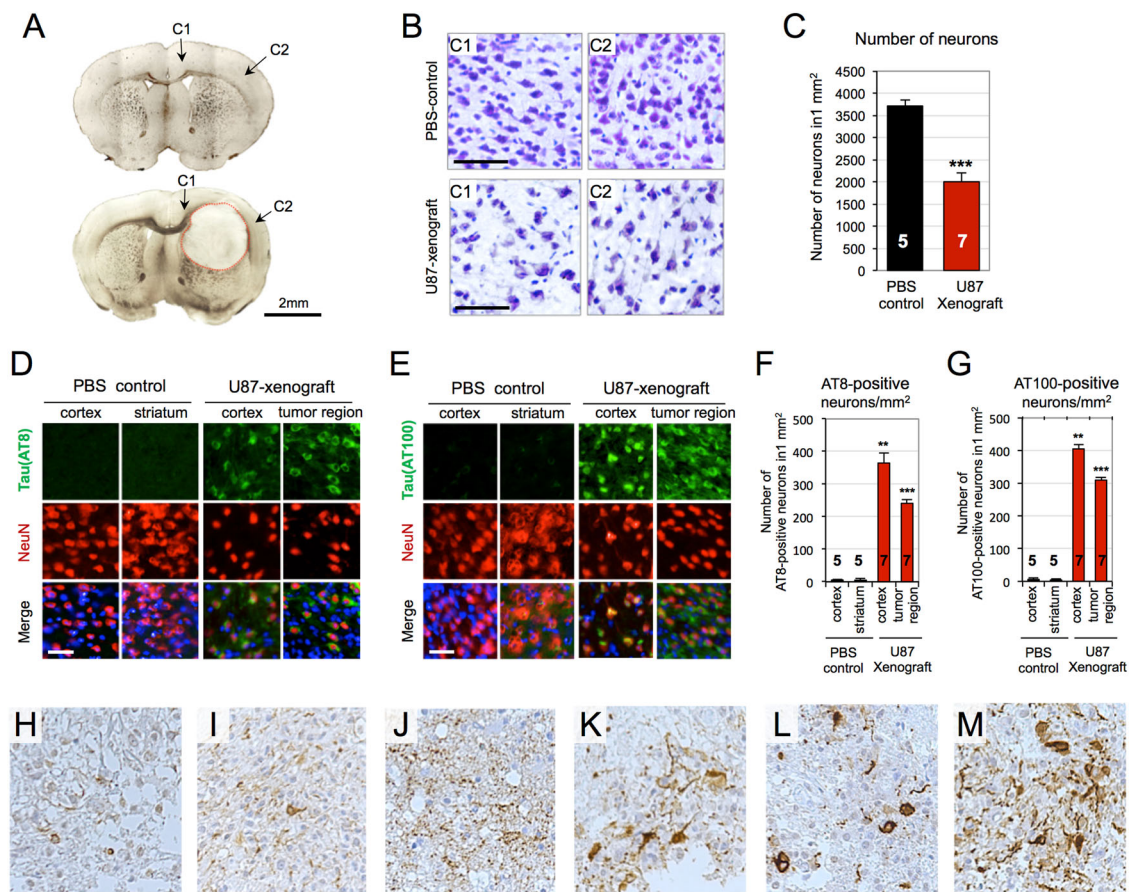 A
C1
C2
C1
C2
2mm
B
C1
C2
PBS-control
C1
C2
U87-xenograft
C
Number of neurons
Number of neurons in1 mm²
4500
4000
3500
3000
2500
2000
1500
1000
500
0
***
5
7
PBS
control
U87
Xenograft
D
PBS control
U87-xenograft
cortex
striatum
cortex
tumor region
Tau(AT8)
NeuN
Merge
E
PBS control
U87-xenograft
cortex
striatum
cortex
tumor region
Tau(AT100)
NeuN
Merge
F
AT8-positive
neurons/mm²
Number of
AT8-positive neurons in1 mm²
500
400
300
200
100
0
**
***
5
5
7
7
cortex
striatum
cortex
tumor
region
PBS
control
U87
Xenograft
G
AT100-positive
neurons/mm²
Number of
AT100-positive neurons in1 mm²
500
400
300
200
100
0
**
***
5
5
7
7
cortex
striatum
cortex
tumor
region
PBS
control
U87
Xenograft
H
I
J
K
L
M